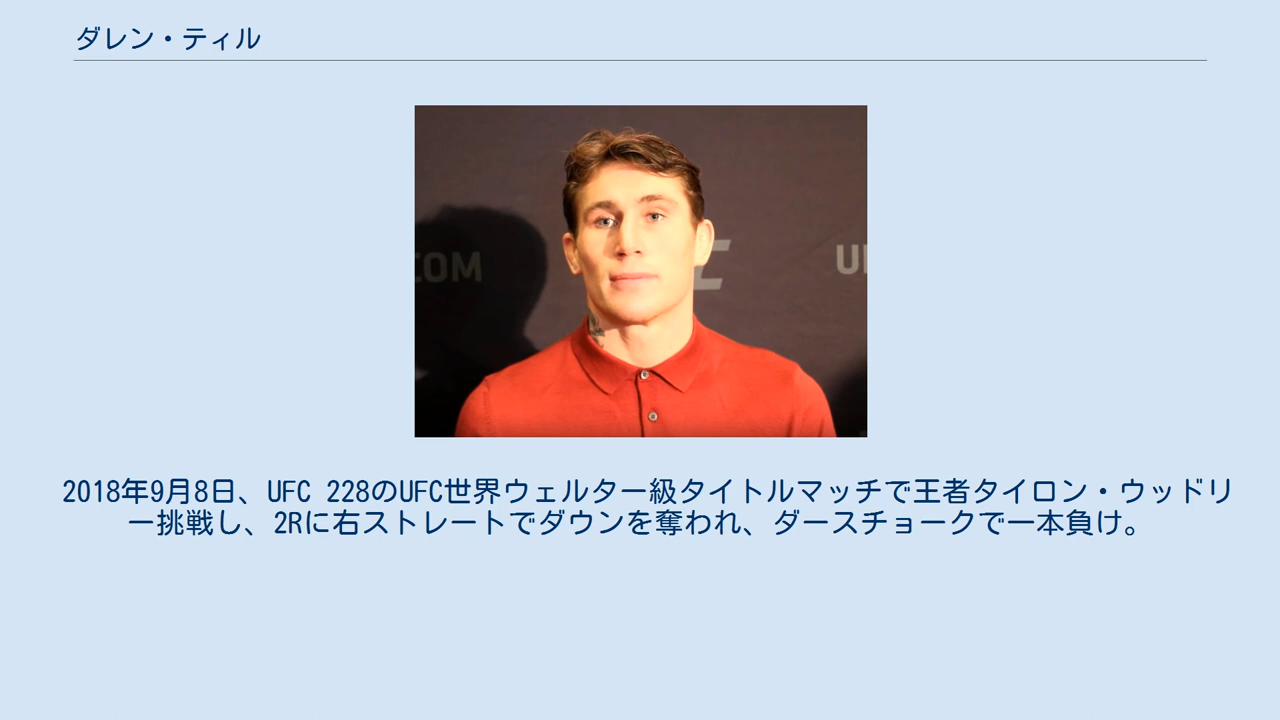 ダレン・ティル
.COM
C
U
2018年9月8日、UFC 228のUFC世界ウェルター級タイトルマッチで王者タイロン・ウッドリ
ー挑戦し、2Rに右ストレートでダウンを奪われ、ダースチョークで一本負け。